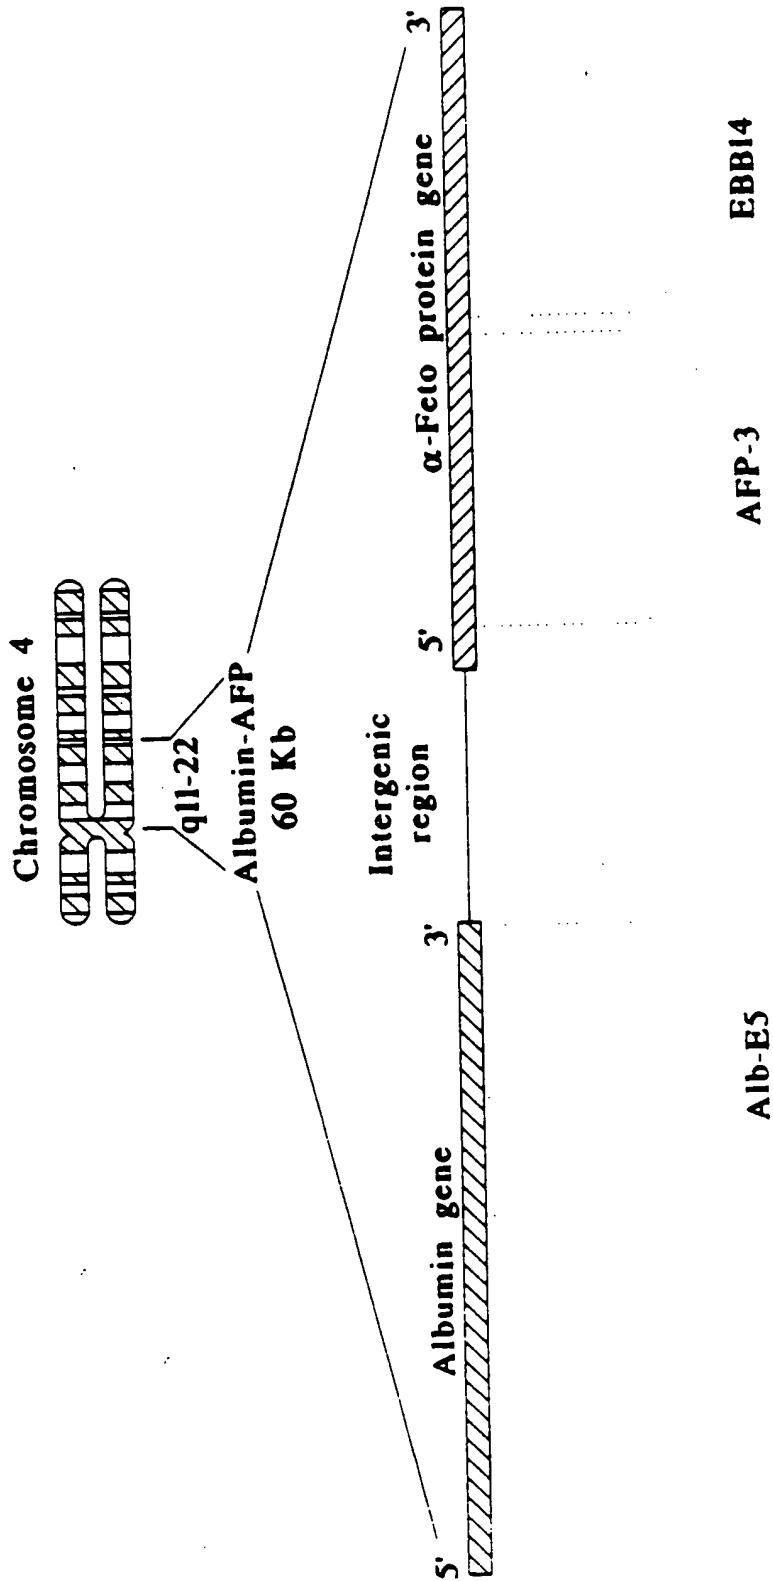 Chromosome 4
q11-22
Albumin-AFP
60 Kb
5'
Albumin gene
3'
Intergenic
region
5'
α-Feto protein gene
3'
Alb-E5
AFP-3
EBB14